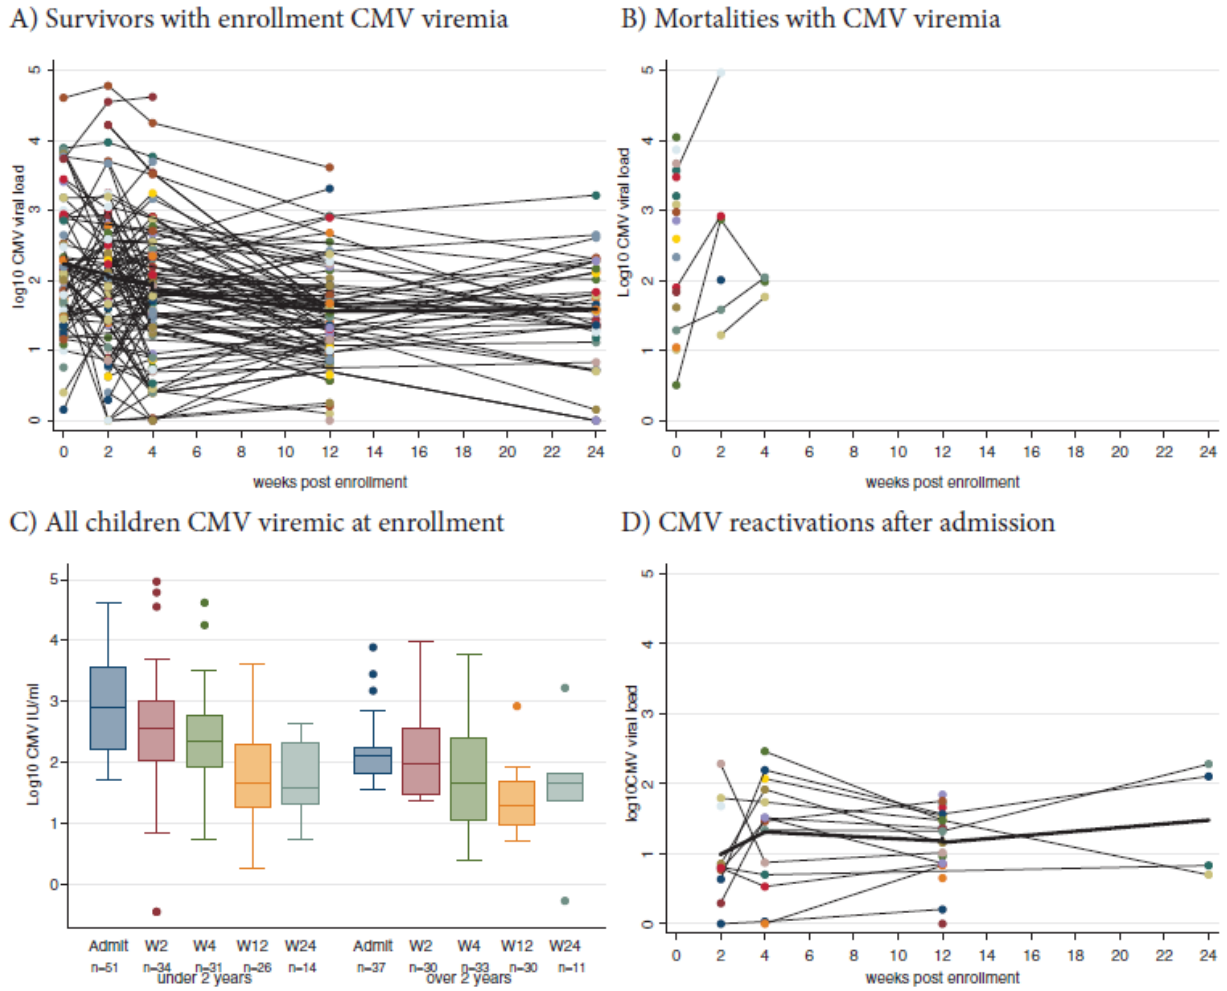 A) Survivors with enrollment CMV viremia
log10 CMV viral load
5
4
3
2
1
0
0 2 4 6 8 10 12 14 16 18 20 22 24
weeks post enrollment
B) Mortalities with CMV viremia
Log10 CMV viral load
5
4
3
2
1
0
0 2 4 6 8 10 12 14 16 18 20 22 24
weeks post enrollment
C) All children CMV viremic at enrollment
Log10 CMV IU/ml
5
4
3
2
1
0
Admit W2 W4 W12 W24 Admit W2 W4 W12 W24
n=51 n=34 n=31 n=26 n=14 n=37 n=30 n=33 n=30 n=11
under 2 years over 2 years
D) CMV reactivations after admission
log10CMV viral load
5
4
3
2
1
0
0 2 4 6 8 10 12 14 16 18 20 22 24
weeks post enrollment